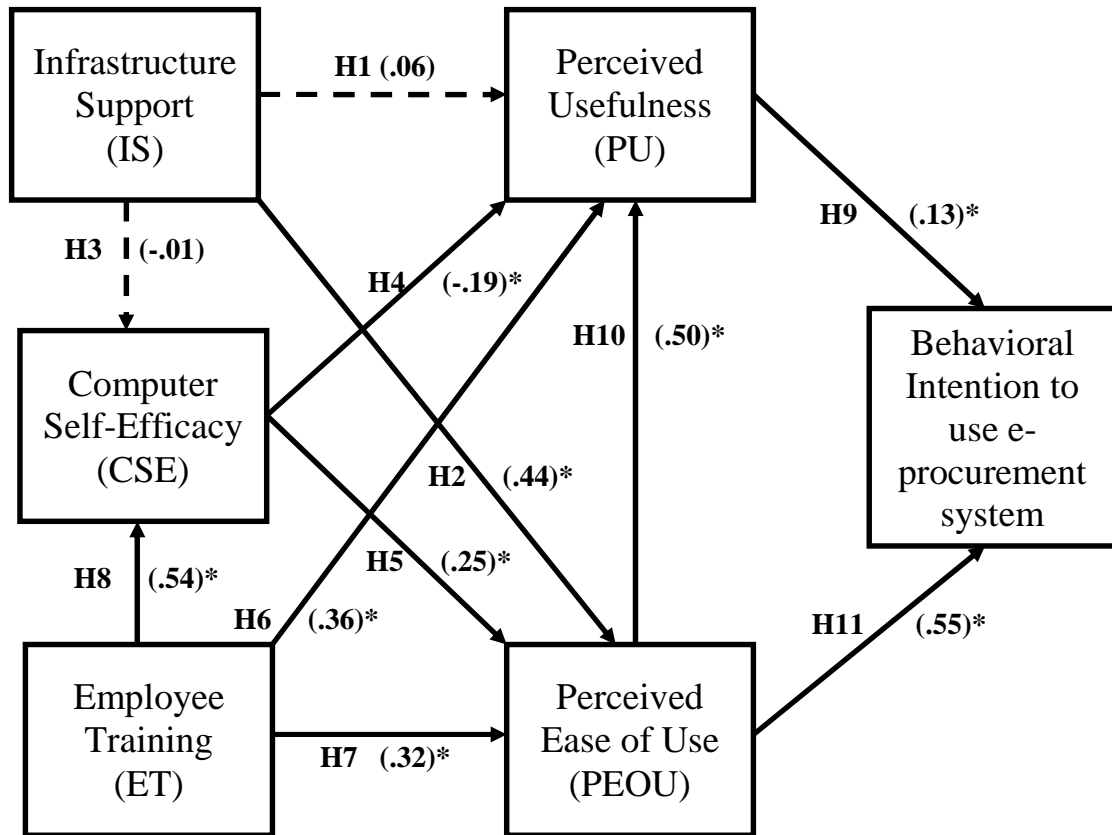 Infrastructure
Support
(IS)
H1 (.06)
Perceived
Usefulness
(PU)
H3 (-.01)
H4 (-.19)*
H9 (.13)*
H10 (.50)*
Computer
Self-Efficacy
(CSE)
Behavioral
Intention to
use e-
procurement
system
H2 (.44)*
H5 (.25)*
H8 (.54)*
H6 (.36)*
H11 (.55)*
Employee
Training
(ET)
H7 (.32)*
Perceived
Ease of Use
(PEOU)